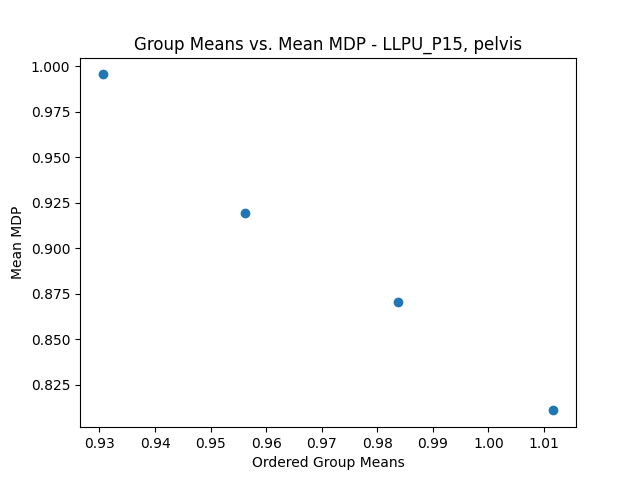 Group Means vs. Mean MDP - LLPU_P15, pelvis
1.000
0.975
0.950
0.925
0.900
0.875
0.850
0.825
Mean MDP
0.93 0.94 0.95 0.96 0.97 0.98 0.99 1.00 1.01
Ordered Group Means